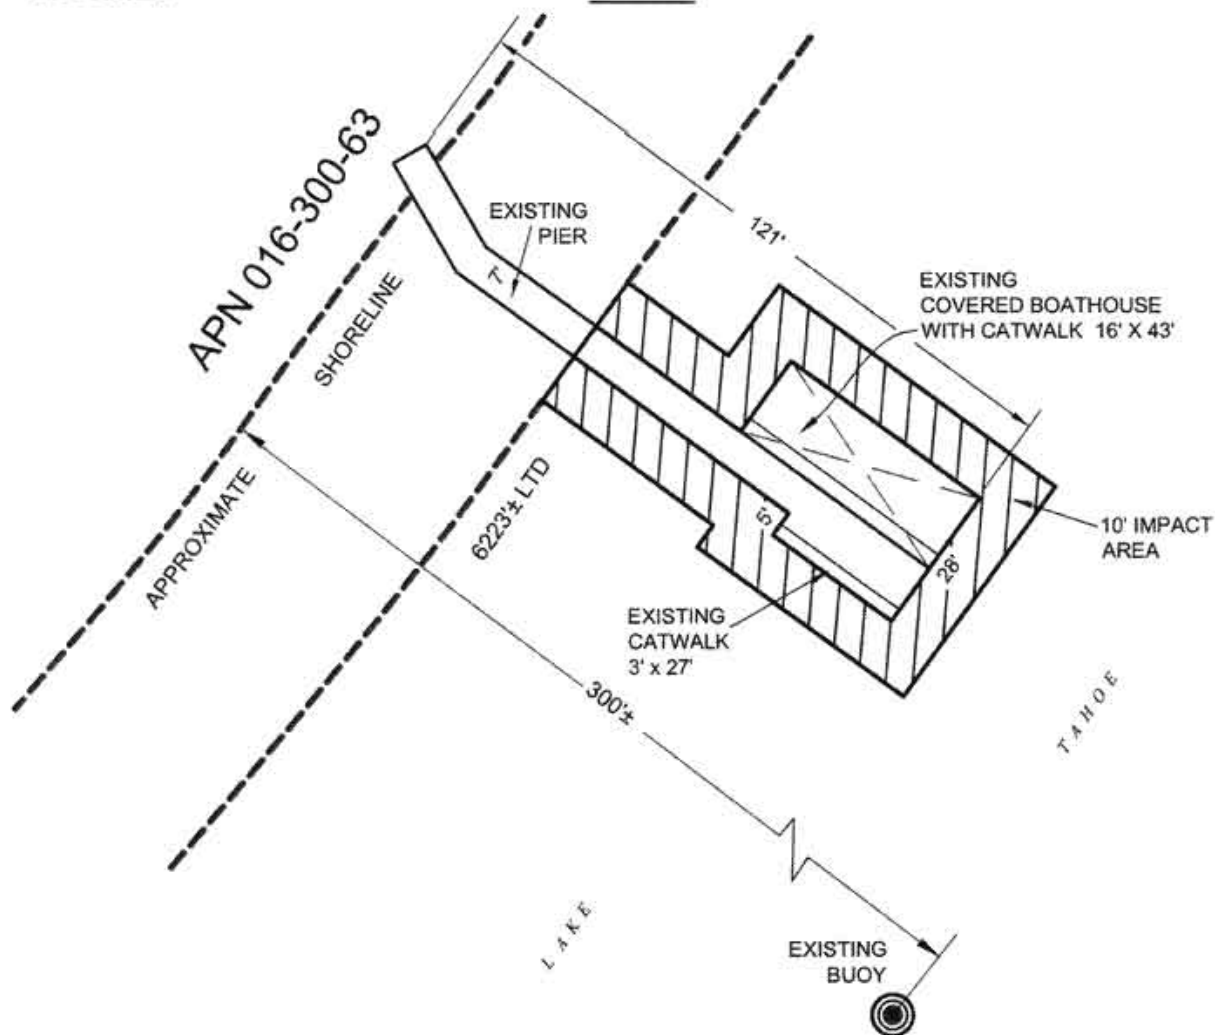 APN 016-300-63
EXISTING
PIER
121'
EXISTING
COVERED BOATHOUSE
WITH CATWALK 16' X 43'
7'
SHORELINE
APPROXIMATE
6223'± LTD
5'
28'
10' IMPACT
AREA
EXISTING
CATWALK
3' x 27'
300'±
TAHOE
LAKE
EXISTING
BUOY